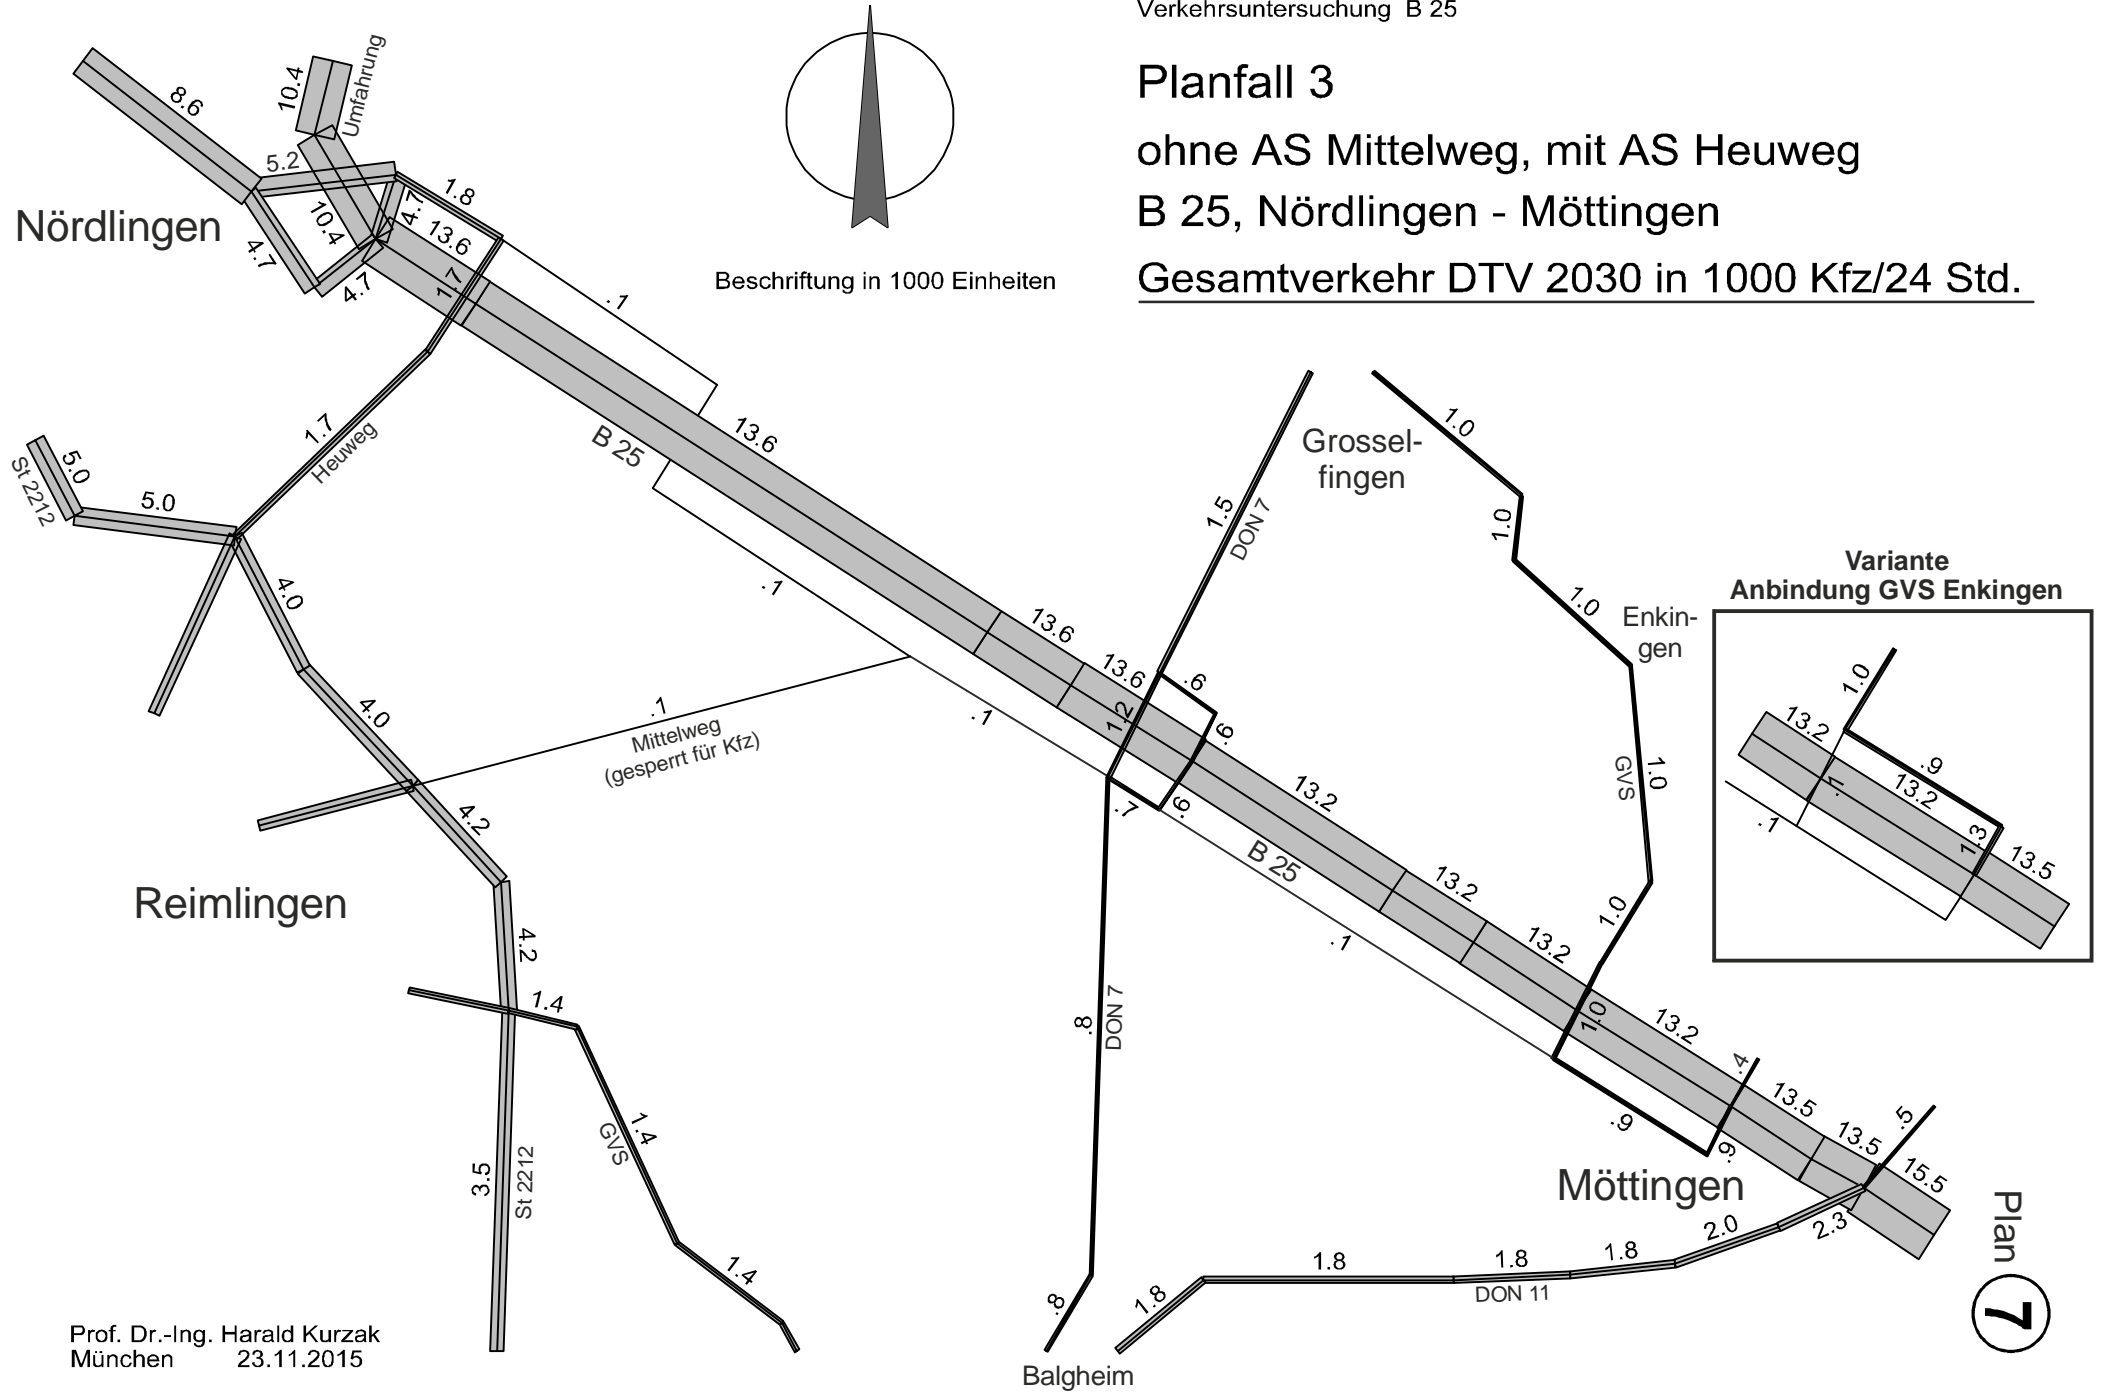 Verkehrsuntersuchung B 25
Planfall 3
ohne AS Mittelweg, mit AS Heuweg
B 25, Nördlingen - Möttingen
Gesamtverkehr DTV 2030 in 1000 Kfz/24 Std.
Beschriftung in 1000 Einheiten
8.6
10.4
Umfahrung
5.2
1.8
4.7
10.4
13.6
Nördlingen
4.7
4.7
1.7
.1
1.7
Heuweg
13.6
B 25
5.0
St 2212
5.0
4.0
.1
4.0
.1
Mittelweg
(gesperrt für Kfz)
4.2
Reimlingen
4.2
1.4
1.4
GVS
3.5
St 2212
1.4
1.5
DON 7
Grossel-
fingen
1.0
1.0
1.0
Enkin-
gen
1.0
GVS
1.0
13.6
13.6
.6
1.2
.6
.1
.7
.6
13.2
B 25
13.2
.1
13.2
1.0
13.2
.4
13.5
.9
.9
13.5
.5
15.5
Möttingen
.8
DON 7
.8
Balgheim
1.8
1.8
1.8
DON 11
1.8
2.0
2.3
Variante
Anbindung GVS Enkingen
1.0
13.2
.9
.1
13.2
.1
1.3
13.5
Plan
7
Prof. Dr.-Ing. Harald Kurzak
München 23.11.2015